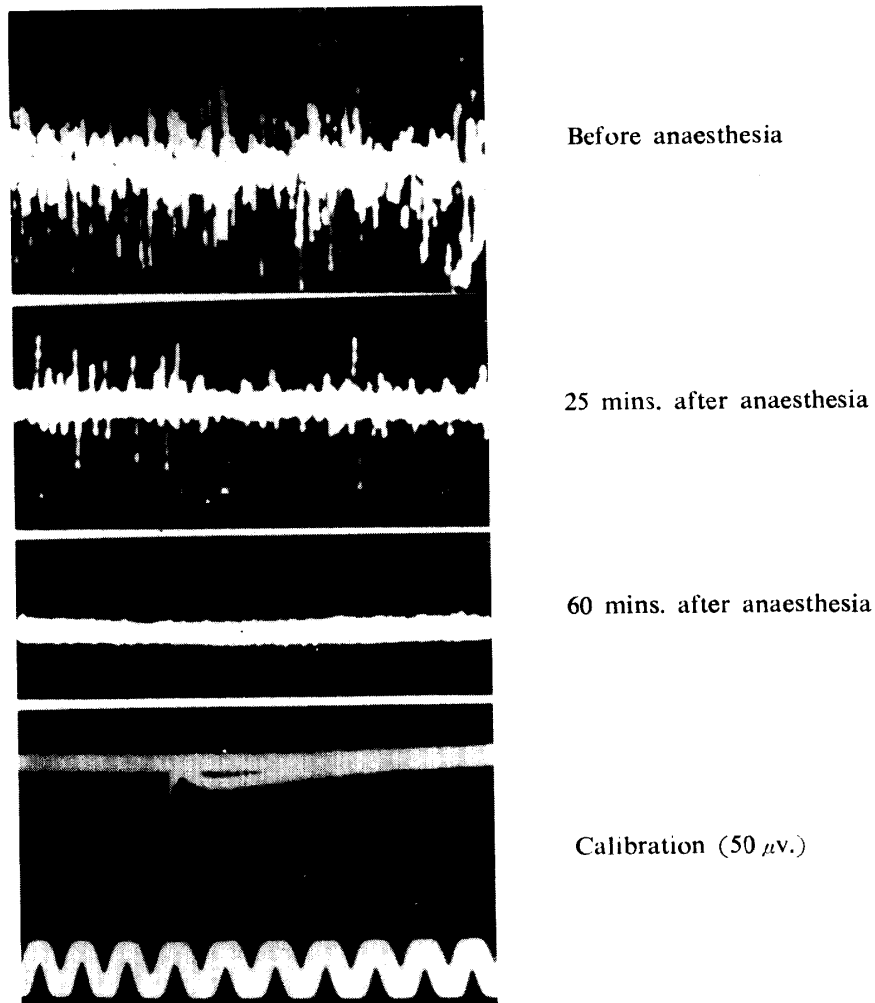 Before anaesthesia
25 mins. after anaesthesia
60 mins. after anaesthesia
Calibration (50 μv.)